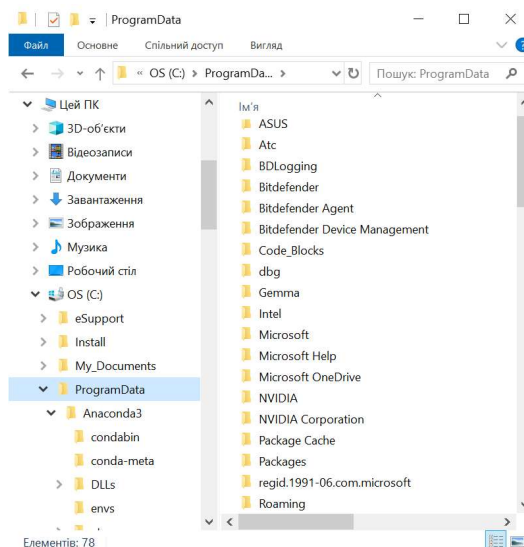 ProgramData
Файл Основне Спільний доступ Вигляд
« OS (C:) > ProgramDa... > Пошук: ProgramData
Цей ПК
3D-об'єкти
Відеозаписи
Документи
Завантаження
Зображення
Музика
Робочий стіл
OS (C:)
eSupport
Install
My_Documents
ProgramData
Anaconda3
condabin
conda-meta
DLLs
envs
Ім'я
ASUS
Atc
BDLogging
Bitdefender
Bitdefender Agent
Bitdefender Device Management
Code_Blocks
dbg
Gemma
Intel
Microsoft
Microsoft Help
Microsoft OneDrive
NVIDIA
NVIDIA Corporation
Package Cache
Packages
regid.1991-06.com.microsoft
Roaming
Елементів: 78